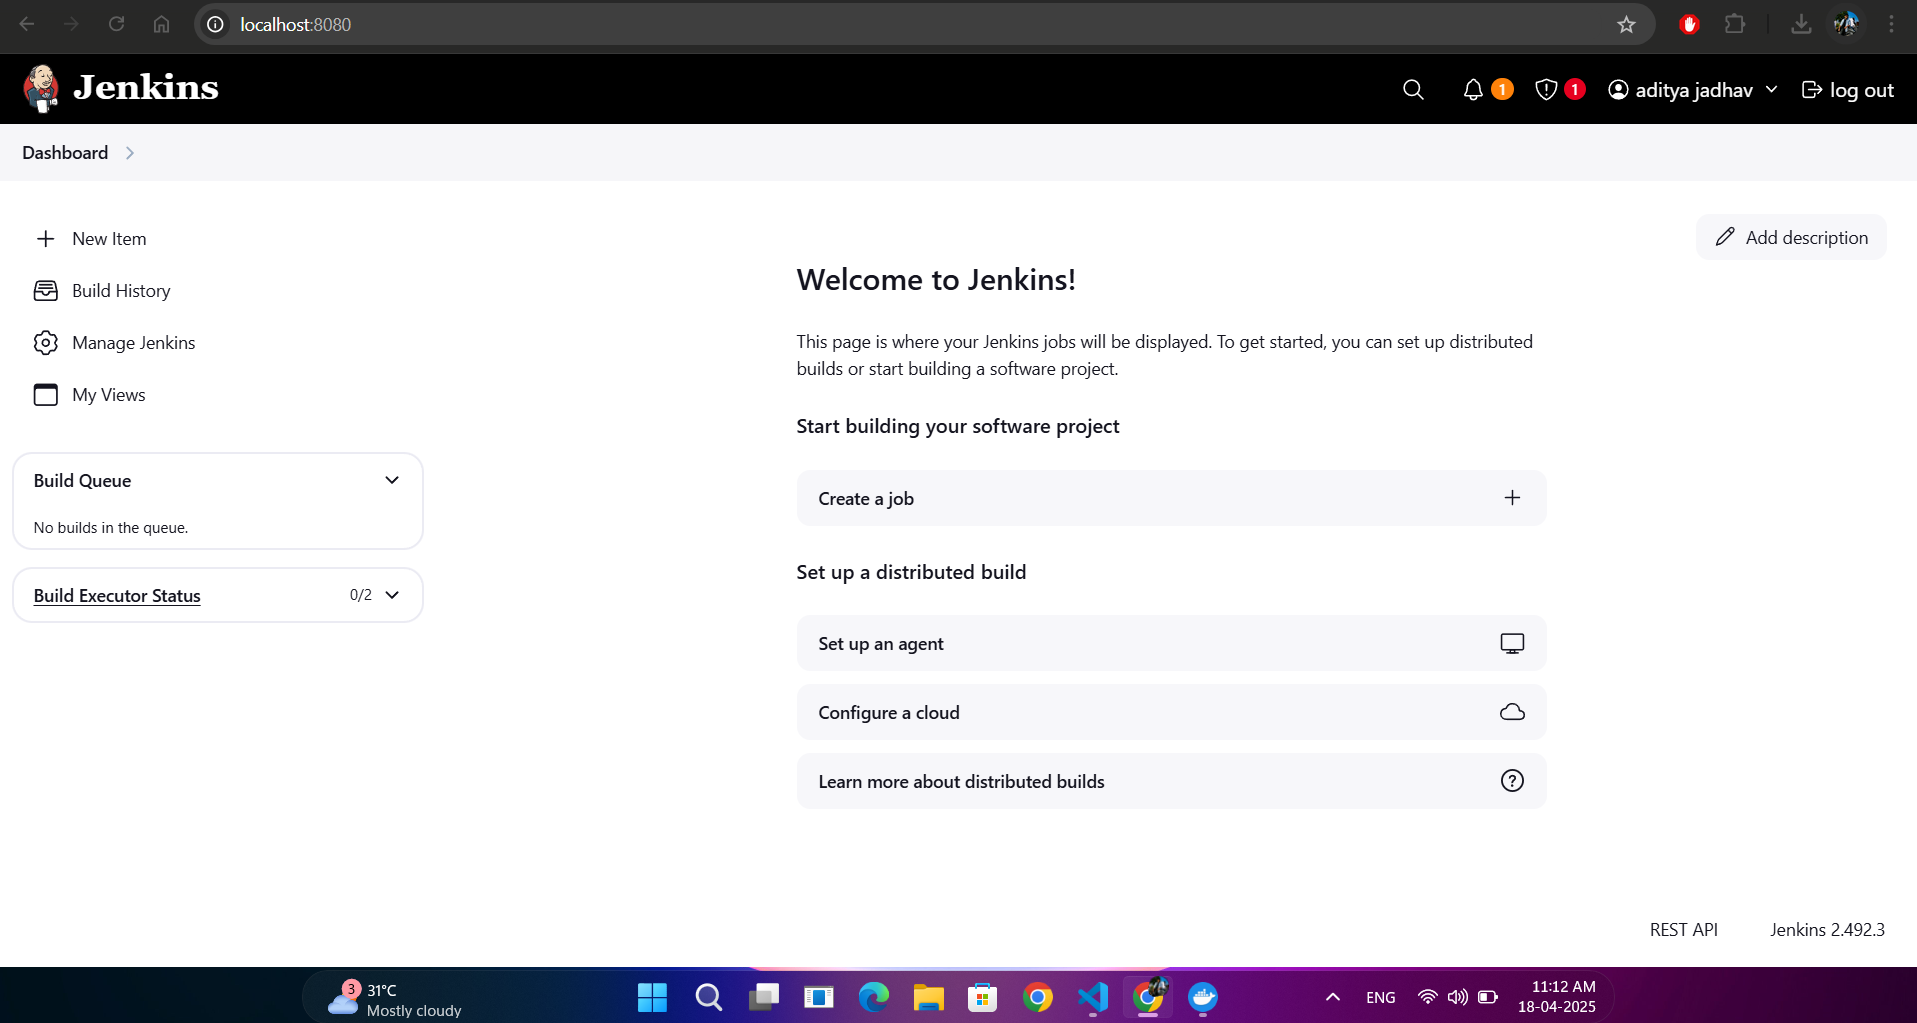 localhost:8080
Jenkins
1
1
aditya jadhav
log out
Dashboard
New Item
Build History
Manage Jenkins
My Views
Build Queue
No builds in the queue.
Build Executor Status
0/2
Add description
Welcome to Jenkins!
This page is where your Jenkins jobs will be displayed. To get started, you can set up distributed
builds or start building a software project.
Start building your software project
Create a job
Set up a distributed build
Set up an agent
Configure a cloud
Learn more about distributed builds
REST API
Jenkins 2.492.3
3
31°C
Mostly cloudy
ENG
11:12 AM
18-04-2025